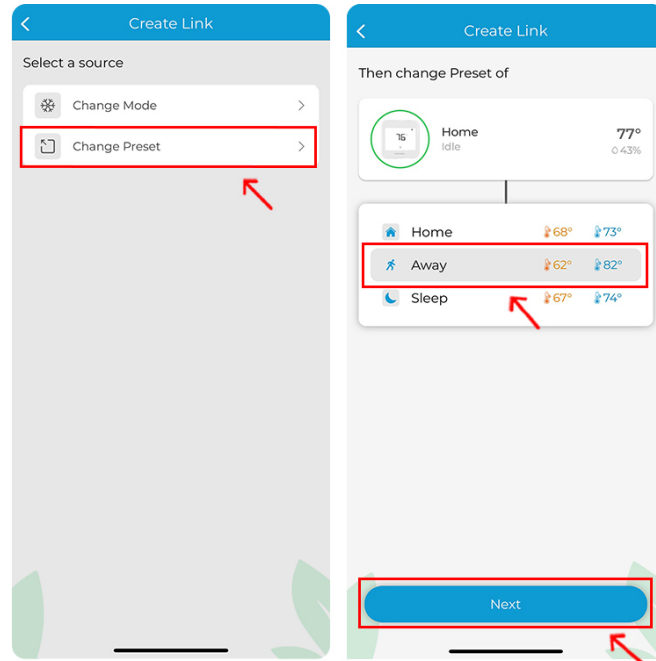 Create Link
Select a source
Change Mode
Change Preset
Create Link
Then change Preset of
76
Home 77°
Idle 43%
Home 68° 73°
Away 62° 82°
Sleep 67° 74°
Next